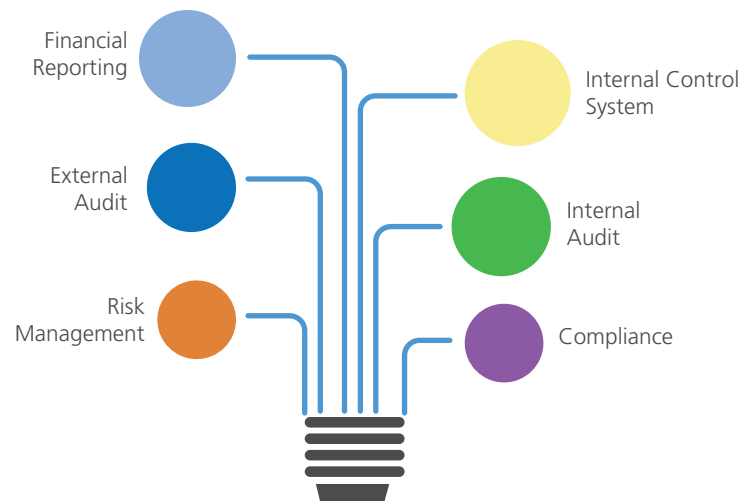 Financial
Reporting
External
Audit
Risk
Management
Internal Control
System
Internal
Audit
Compliance